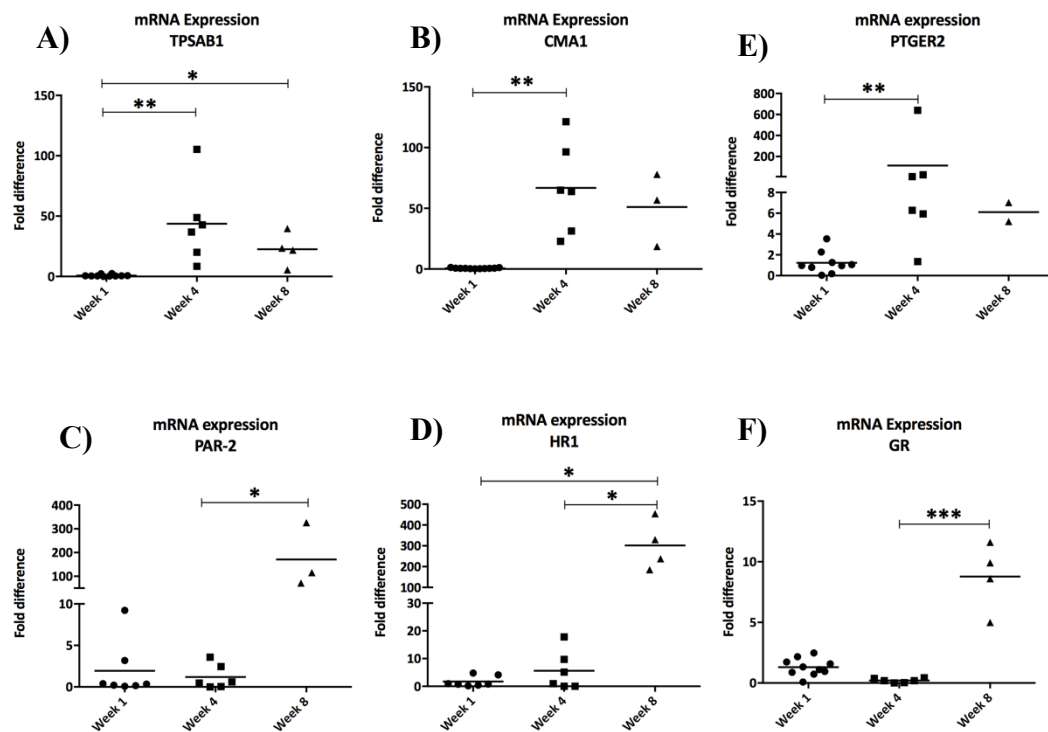 A)
mRNA Expression
TPSAB1
*
**
Fold difference
150
100
50
0
Week 1
Week 4
Week 8
B)
mRNA Expression
CMA1
**
Fold difference
150
100
50
0
Week 1
Week 4
Week 8
E)
mRNA expression
PTGER2
**
Fold difference
800
600
400
200
8
6
4
2
0
Week 1
Week 4
Week 8
C)
mRNA expression
PAR-2
*
Fold difference
400
300
200
100
10
5
0
Week 1
Week 4
Week 8
D)
mRNA expression
HR1
*
*
Fold difference
500
400
300
200
100
30
20
10
0
Week 1
Week 4
Week 8
F)
mRNA Expression
GR
***
Fold difference
15
10
5
0
Week 1
Week 4
Week 8